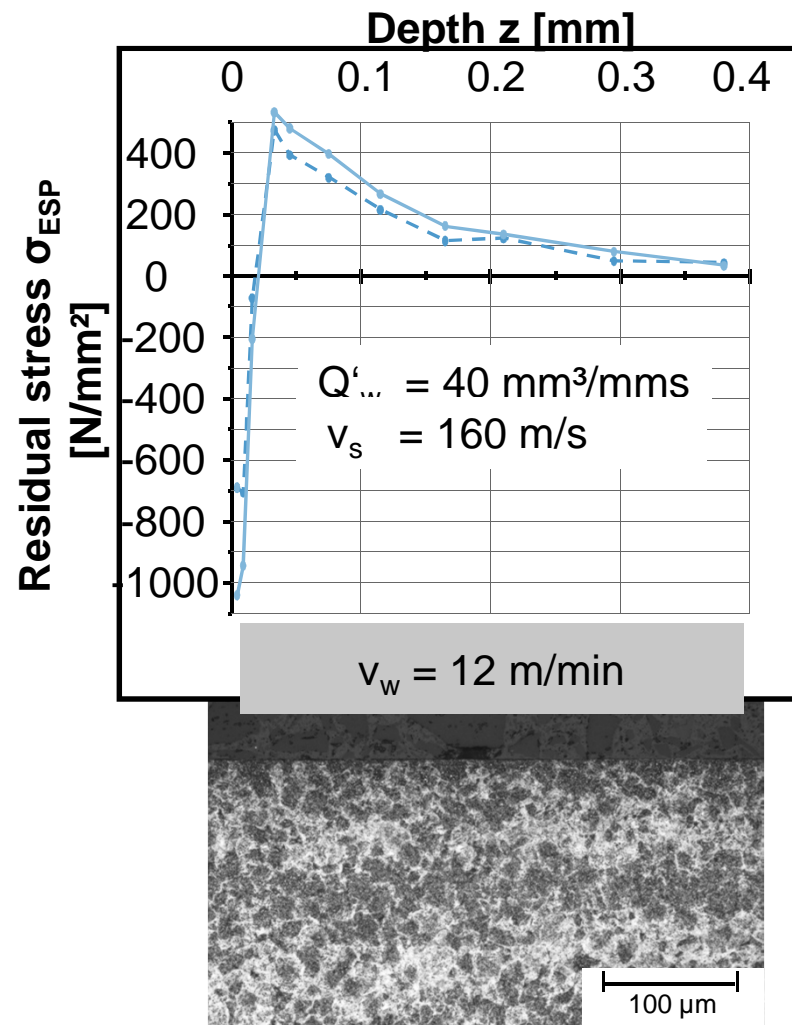 Depth z [mm]
0 0.1 0.2 0.3 0.4
Residual stress σESP
[N/mm²]
400
200
0
-200
-400
-600
-800
-1000
Q‘w = 40 mm³/mms
vs = 160 m/s
vw = 12 m/min
100 µm